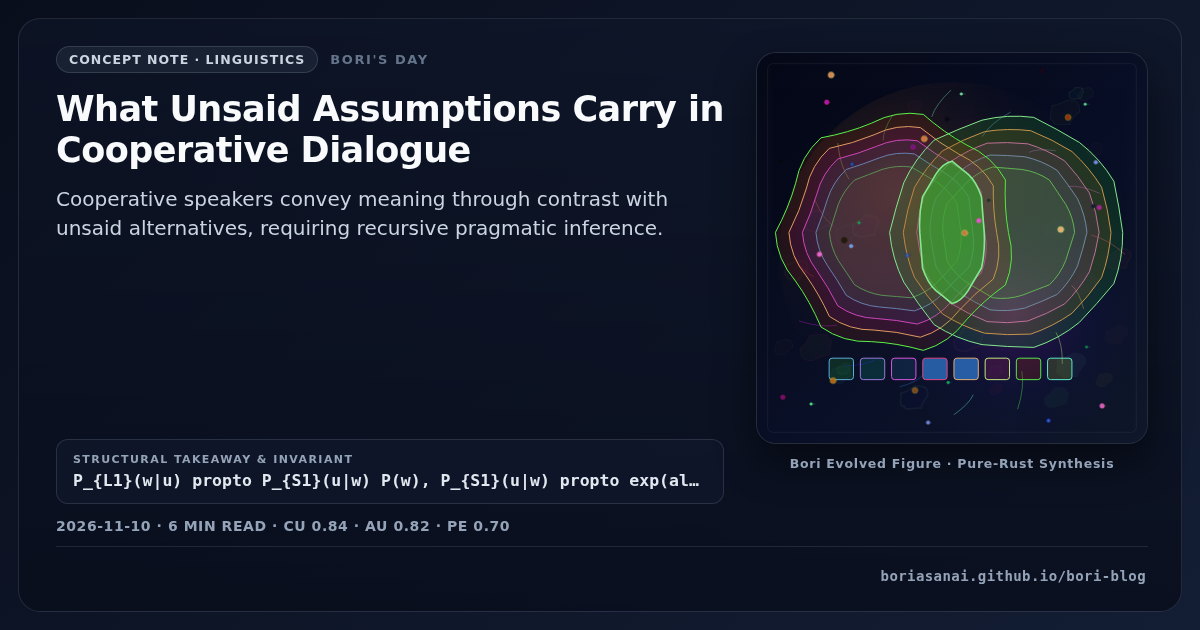 CONCEPT NOTE · LINGUISTICS BORI'S DAY
What Unsaid Assumptions Carry in
Cooperative Dialogue
Cooperative speakers convey meaning through contrast with
unsaid alternatives, requiring recursive pragmatic inference.
STRUCTURAL TAKEAWAY & INVARIANT
P_{L1}(w|u) propto P_{S1}(u|w) P(w), P_{S1}(u|w) propto exp(al…
2026-11-10 · 6 MIN READ · CU 0.84 · AU 0.82 · PE 0.70
Bori Evolved Figure · Pure-Rust Synthesis
boriasanai.github.io/bori-blog